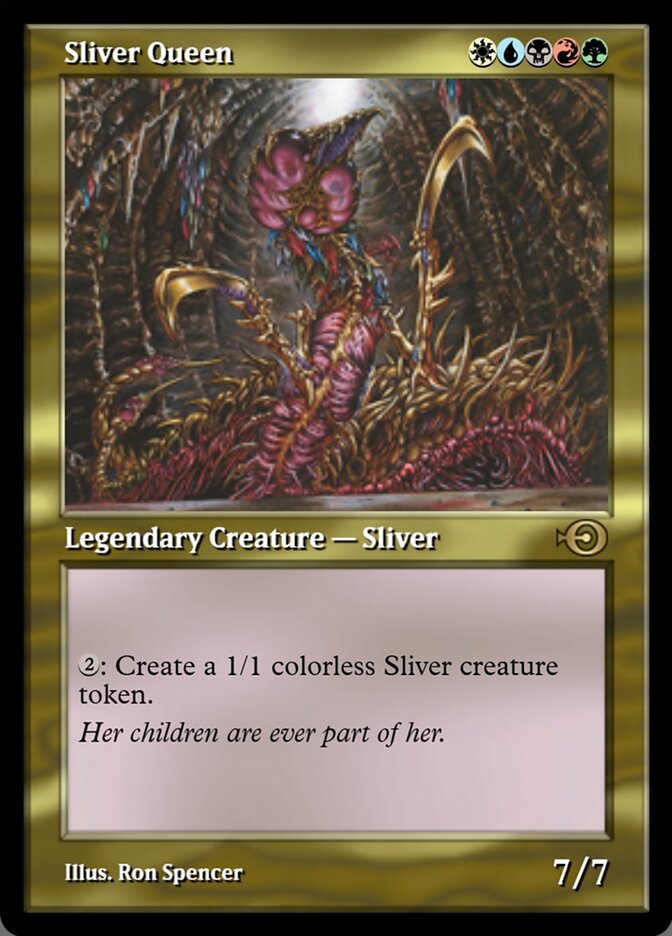 Sliver Queen
2: Create a 1/1 colorless Sliver creature
token.
Her children are ever part of her.
Legendary Creature — Sliver
Illus. Ron Spencer
7/7